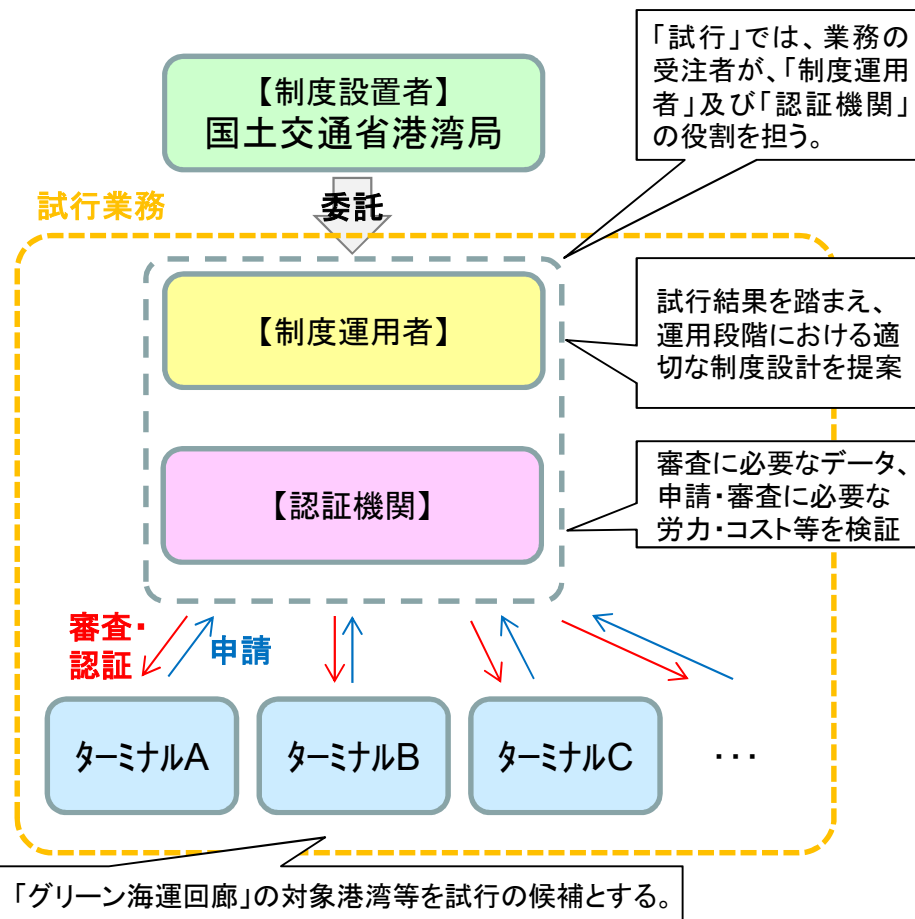 「試行」では、業務の
受注者が、「制度運用
者」及び「認証機関」
の役割を担う。
【制度設置者】
国土交通省港湾局
委託
試行業務
【制度運用者】
試行結果を踏まえ、
運用段階における適
切な制度設計を提案
【認証機関】
審査に必要なデータ、
申請・審査に必要な
労力・コスト等を検証
審査・
認証
申請
ターミナルA
ターミナルB
ターミナルC
・・・
「グリーン海運回廊」の対象港湾等を試行の候補とする。